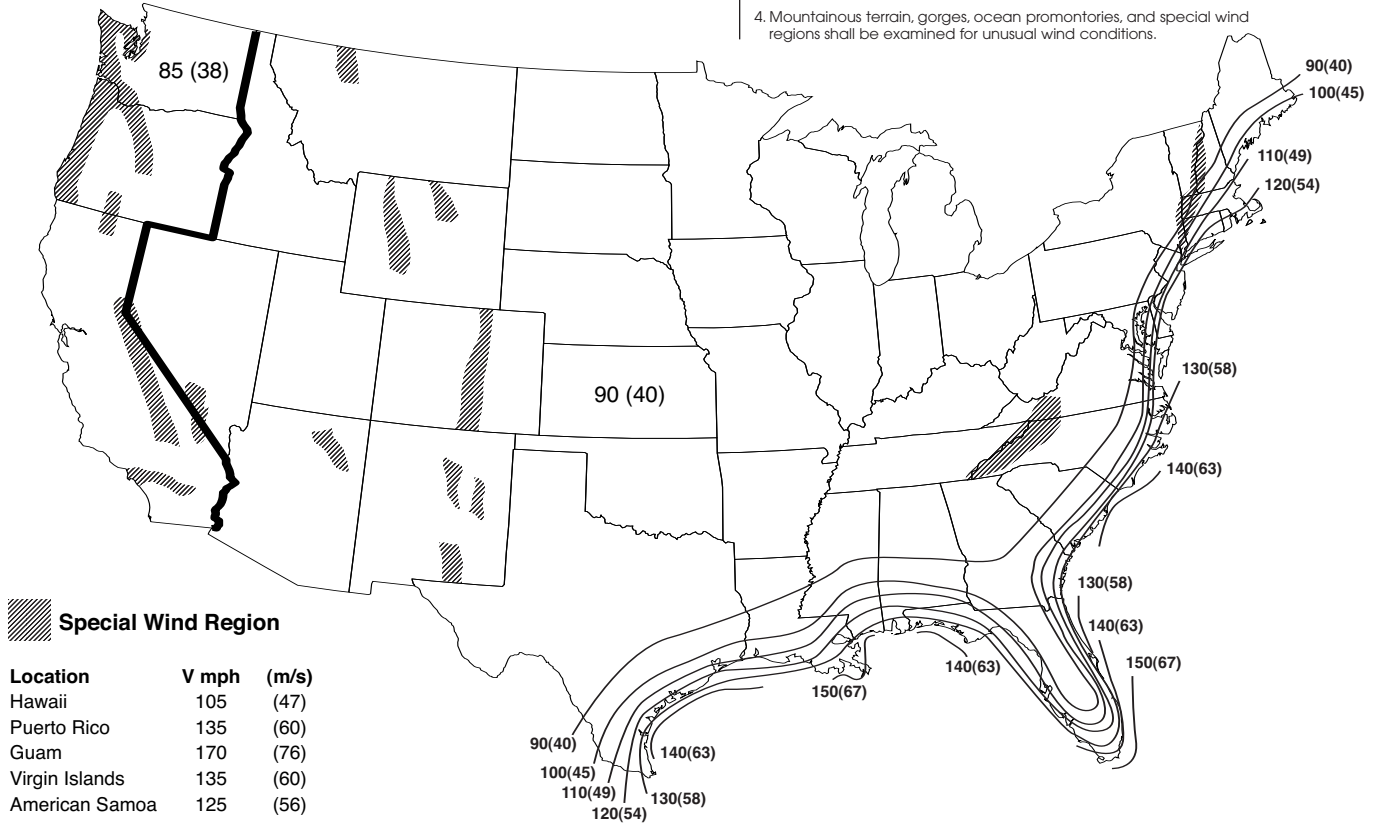 4. Mountainous terrain, gorges, ocean promontories, and special wind
regions shall be examined for unusual wind conditions.
85 (38)
90(40)
100(45)
110(49)
120(54)
130(58)
90 (40)
140(63)
130(58)
140(63)
150(67)
140(63)
150(67)
90(40)
100(45)
110(49)
120(54)
130(58)
140(63)
Special Wind Region
Location V mph (m/s)
Hawaii 105 (47)
Puerto Rico 135 (60)
Guam 170 (76)
Virgin Islands 135 (60)
American Samoa 125 (56)